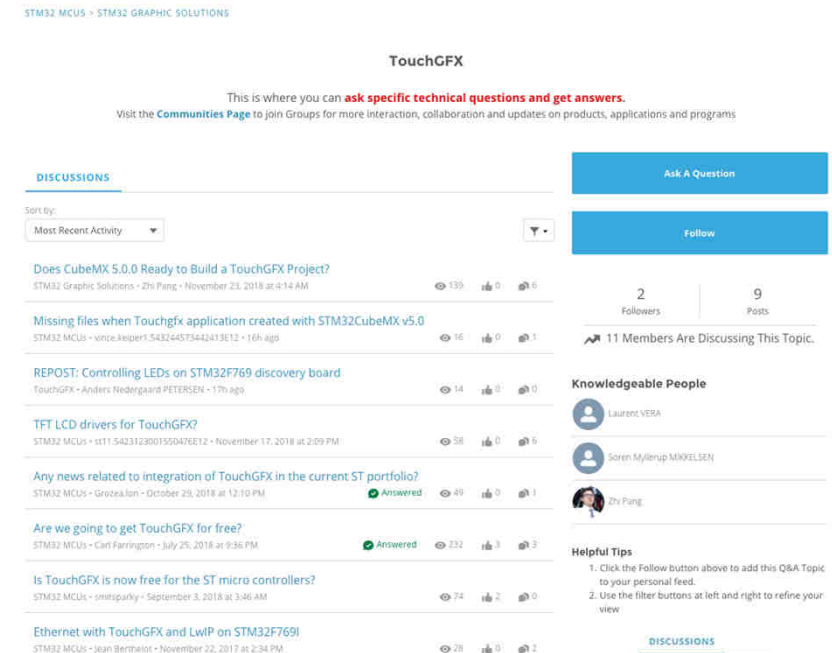 STM32 MCUS > STM32 GRAPHIC SOLUTIONS
TouchGFX
This is where you can ask specific technical questions and get answers.
Visit the Communities Page to join Groups for more interaction, collaboration and updates on products, applications and programs
DISCUSSIONS
Sort by:
Most Recent Activity
Does CubeMX 5.0.0 Ready to Build a TouchGFX Project?
STM32 Graphic Solutions • Zhi Pang • November 23, 2018 at 4:14 AM
139 0 6
Missing files when Touchgfx application created with STM32CubeMX v5.0
STM32 MCUs • vince.keiper1.543244573442413E12 • 16h ago
16 0 1
REPOST: Controlling LEDs on STM32F769 discovery board
TouchGFX • Anders Nedergaard PETERSEN • 17h ago
14 0 0
TFT LCD drivers for TouchGFX?
STM32 MCUs • st11.5423123001550476E12 • November 17, 2018 at 2:09 PM
58 0 6
Any news related to integration of TouchGFX in the current ST portfolio?
STM32 MCUs • Grozea.Ion • October 29, 2018 at 12:10 PM
Answered 49 0 1
Are we going to get TouchGFX for free?
STM32 MCUs • Carl Farrington • July 25, 2018 at 9:36 PM
Answered 232 3 3
Is TouchGFX is now free for the ST micro controllers?
STM32 MCUs • smitsparky • September 3, 2018 at 3:46 AM
74 2 0
Ethernet with TouchGFX and LwIP on STM32F769I
STM32 MCUs • Jean Berthelot • November 22, 2017 at 2:34 PM
28 0 2
Ask A Question
Follow
2
Followers
9
Posts
11 Members Are Discussing This Topic.
Knowledgeable People
Laurent VERA
Soren Myllerup MIKKELSEN
Zhi Pang
Helpful Tips
1. Click the Follow button above to add this Q&A Topic
to your personal feed.
2. Use the filter buttons at left and right to refine your
view
DISCUSSIONS